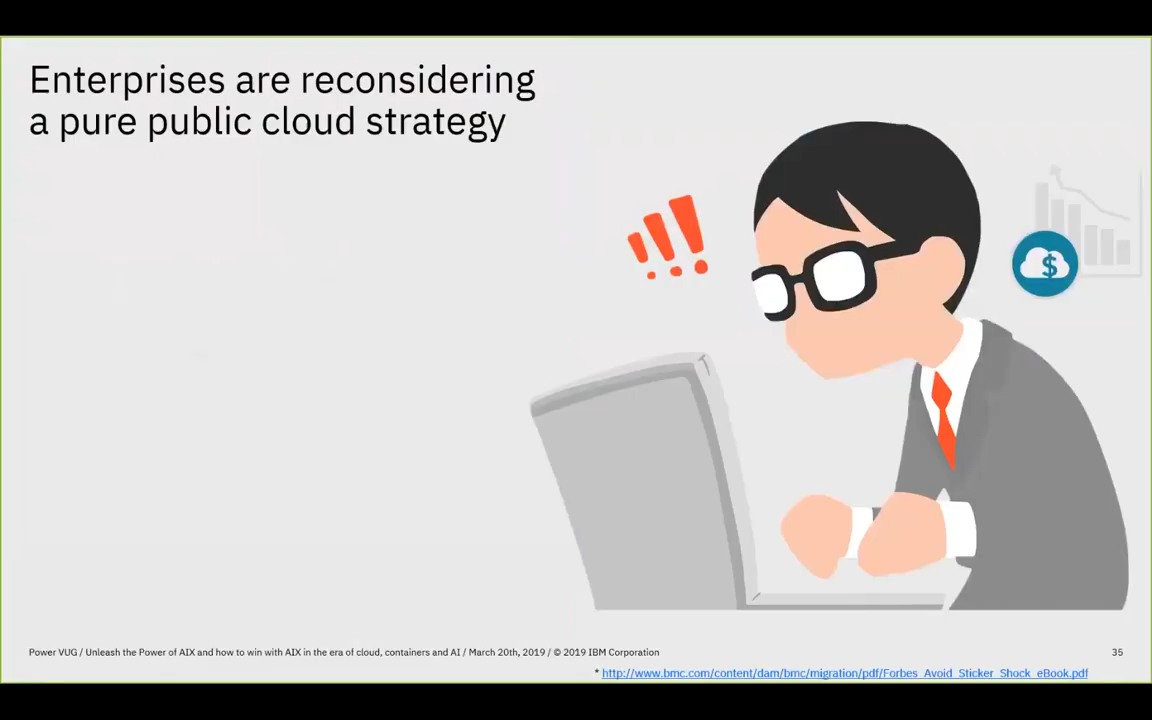 Enterprises are reconsidering
a pure public cloud strategy
!!!
$
Power VUG / Unleash the Power of AIX and how to win with AIX in the era of cloud, containers and AI / March 20th, 2019 / © 2019 IBM Corporation
35
* http://www.bmc.com/content/dam/bmc/migration/pdf/Forbes_Avoid_Sticker_Shock_eBook.pdf